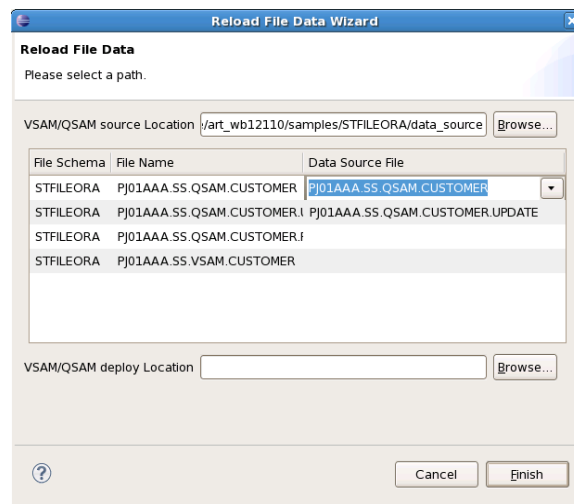 Reload File Data Wizard
Reload File Data
Please select a path.
VSAM/QSAM source Location /art_wb12110/samples/STFILEORA/data_source Browse...
File Schema File Name Data Source File
STFILEORA PJ01AAA.SS.QSAM.CUSTOMER PJ01AAA.SS.QSAM.CUSTOMER
STFILEORA PJ01AAA.SS.QSAM.CUSTOMER.U PJ01AAA.SS.QSAM.CUSTOMER.UPDATE
STFILEORA PJ01AAA.SS.QSAM.CUSTOMER.F
STFILEORA PJ01AAA.SS.VSAM.CUSTOMER
VSAM/QSAM deploy Location Browse...
? Cancel Finish